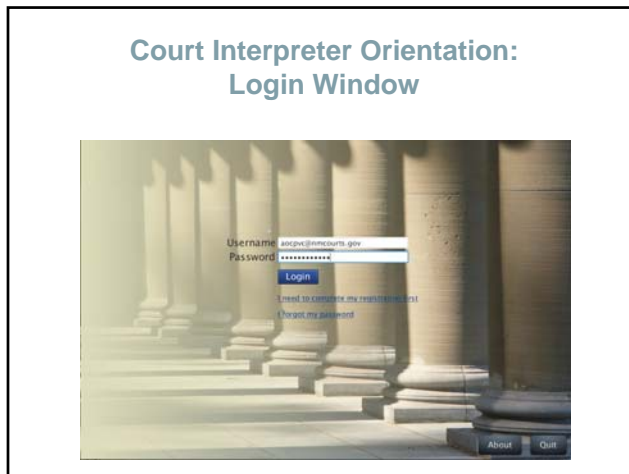 Court Interpreter Orientation:
Login Window
Username aocpvc@nmcourts.gov
Password ••••••••••••
Login
I need to complete my registration first
I forgot my password
About Quit